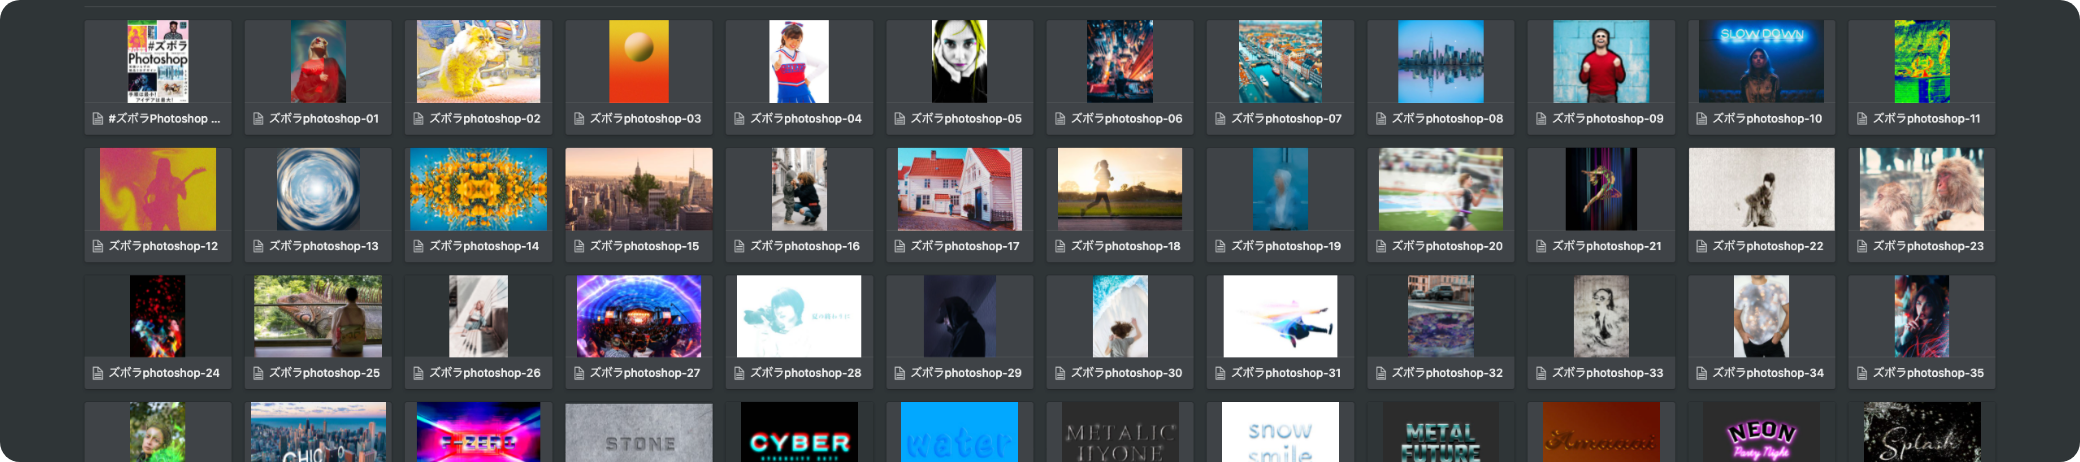 #ズボラ
Photoshop
#ズボラPhotoshop ...
ズボラphotoshop-01
ズボラphotoshop-02
ズボラphotoshop-03
ズボラphotoshop-04
ズボラphotoshop-05
ズボラphotoshop-06
ズボラphotoshop-07
ズボラphotoshop-08
ズボラphotoshop-09
SLOW DOWN
ズボラphotoshop-10
ズボラphotoshop-11
ズボラphotoshop-12
ズボラphotoshop-13
ズボラphotoshop-14
ズボラphotoshop-15
ズボラphotoshop-16
ズボラphotoshop-17
ズボラphotoshop-18
ズボラphotoshop-19
ズボラphotoshop-20
ズボラphotoshop-21
ズボラphotoshop-22
ズボラphotoshop-23
ズボラphotoshop-24
ズボラphotoshop-25
ズボラphotoshop-26
ズボラphotoshop-27
ズボラphotoshop-28
ズボラphotoshop-29
ズボラphotoshop-30
ズボラphotoshop-31
ズボラphotoshop-32
ズボラphotoshop-33
ズボラphotoshop-34
ズボラphotoshop-35
STONE
CYBER
water
METALIC
snow
smile
METAL
FUTURE
NEON
Party Night
Splash